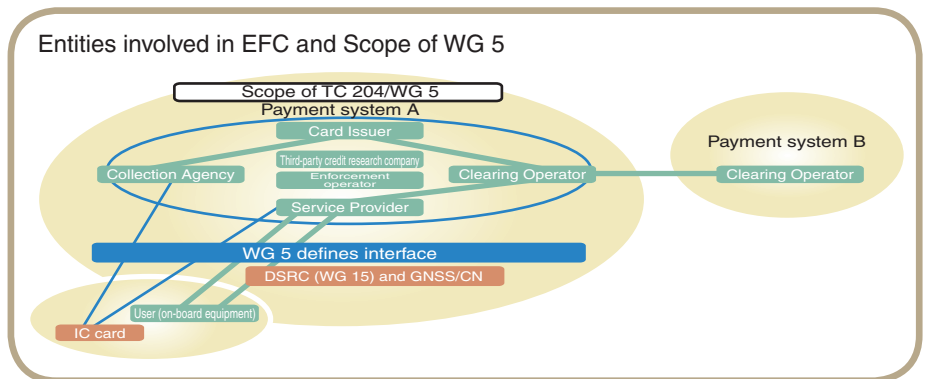 Entities involved in EFC and Scope of WG 5
Scope of TC 204/WG 5
Payment system A
Card Issuer
Third-party credit research company
Collection Agency
Enforcement
operator
Clearing Operator
Service Provider
Payment system B
Clearing Operator
WG 5 defines interface
DSRC (WG 15) and GNSS/CN
User (on-board equipment)
IC card